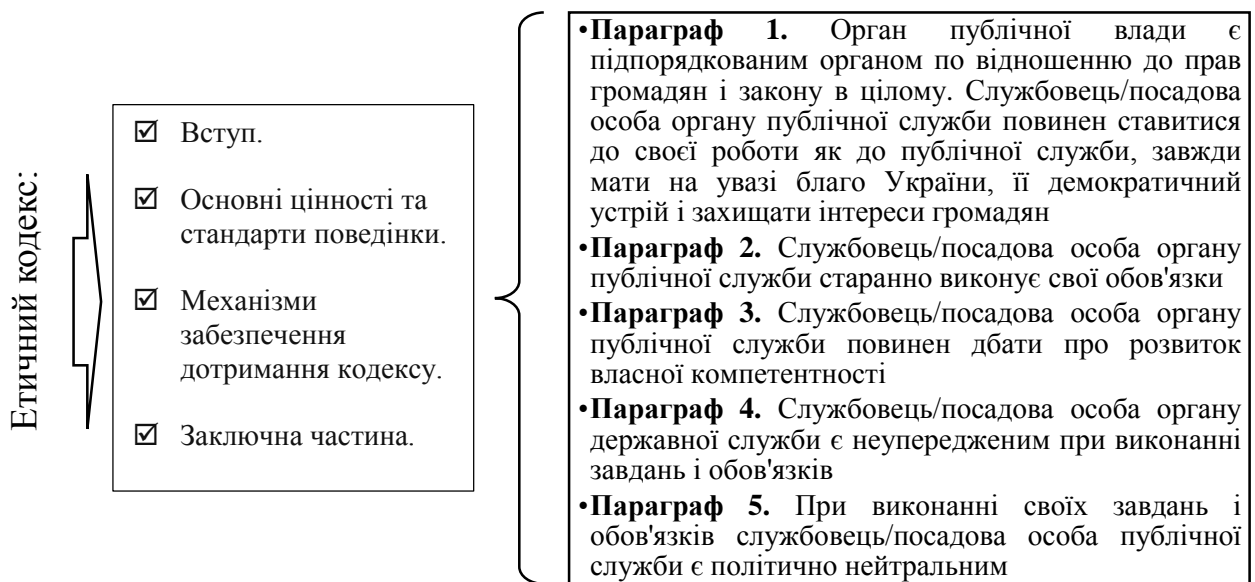 Етичний кодекс:
☑ Вступ.
☑ Основні цінності та
стандарти поведінки.
☑ Механізми
забезпечення
дотримання кодексу.
☑ Заключна частина.
•Параграф 1. Орган публічної влади є
підпорядкованим органом по відношенню до прав
громадян і закону в цілому. Службовець/посадова
особа органу публічної служби повинен ставитися
до своєї роботи як до публічної служби, завжди
мати на увазі благо України, її демократичний
устрій і захищати інтереси громадян
•Параграф 2. Службовець/посадова особа органу
публічної служби старанно виконує свої обов'язки
•Параграф 3. Службовець/посадова особа органу
публічної служби повинен дбати про розвиток
власної компетентності
•Параграф 4. Службовець/посадова особа органу
державної служби є неупередженим при виконанні
завдань і обов'язків
•Параграф 5. При виконанні своїх завдань і
обов'язків службовець/посадова особа публічної
служби є політично нейтральним